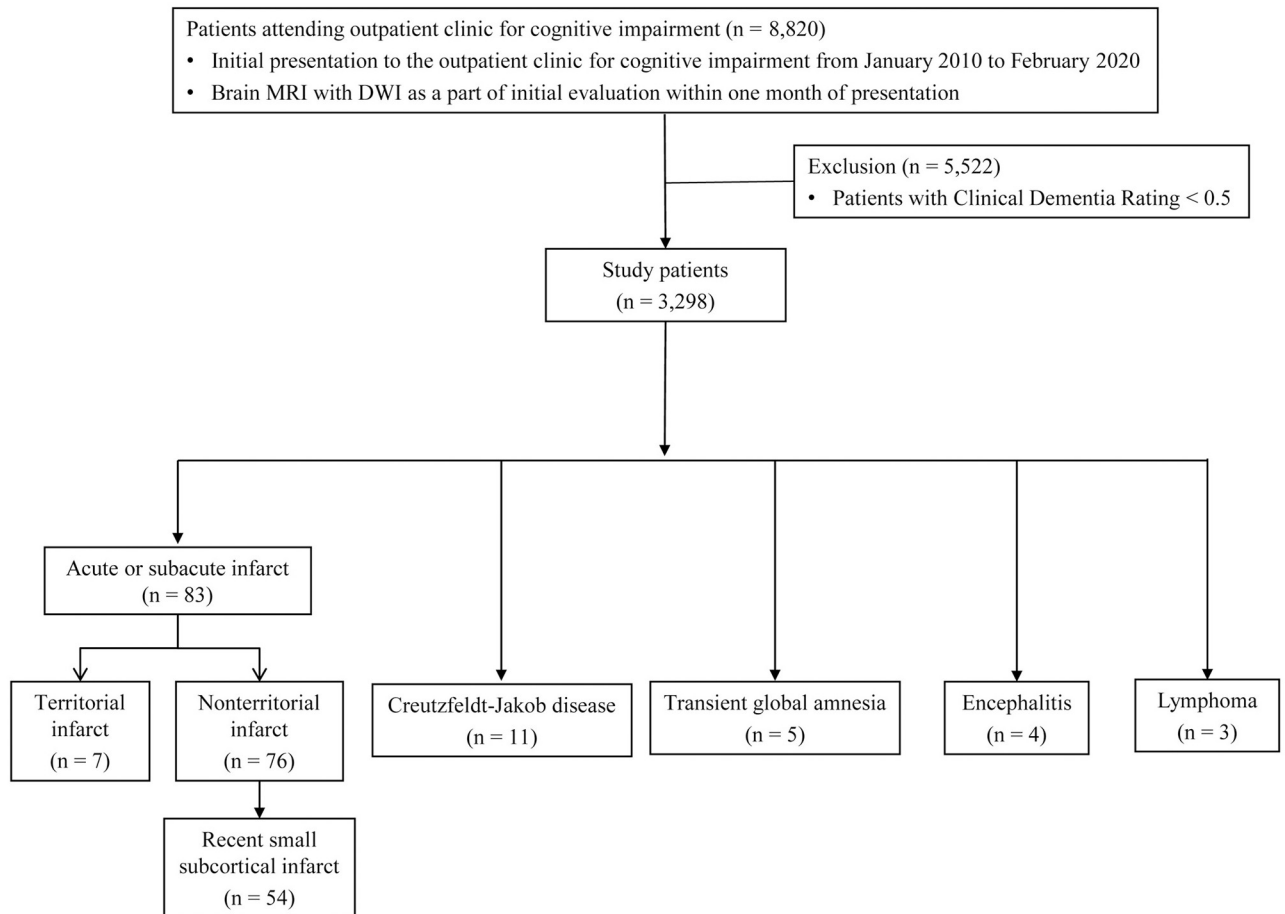 Patients attending outpatient clinic for cognitive impairment (n = 8,820)
• Initial presentation to the outpatient clinic for cognitive impairment from January 2010 to February 2020
• Brain MRI with DWI as a part of initial evaluation within one month of presentation
Exclusion (n = 5,522)
• Patients with Clinical Dementia Rating < 0.5
Study patients
(n = 3,298)
Acute or subacute infarct
(n = 83)
Territorial
infarct
(n = 7)
Nonterritorial
infarct
(n = 76)
Recent small
subcortical infarct
(n = 54)
Creutzfeldt-Jakob disease
(n = 11)
Transient global amnesia
(n = 5)
Encephalitis
(n = 4)
Lymphoma
(n = 3)